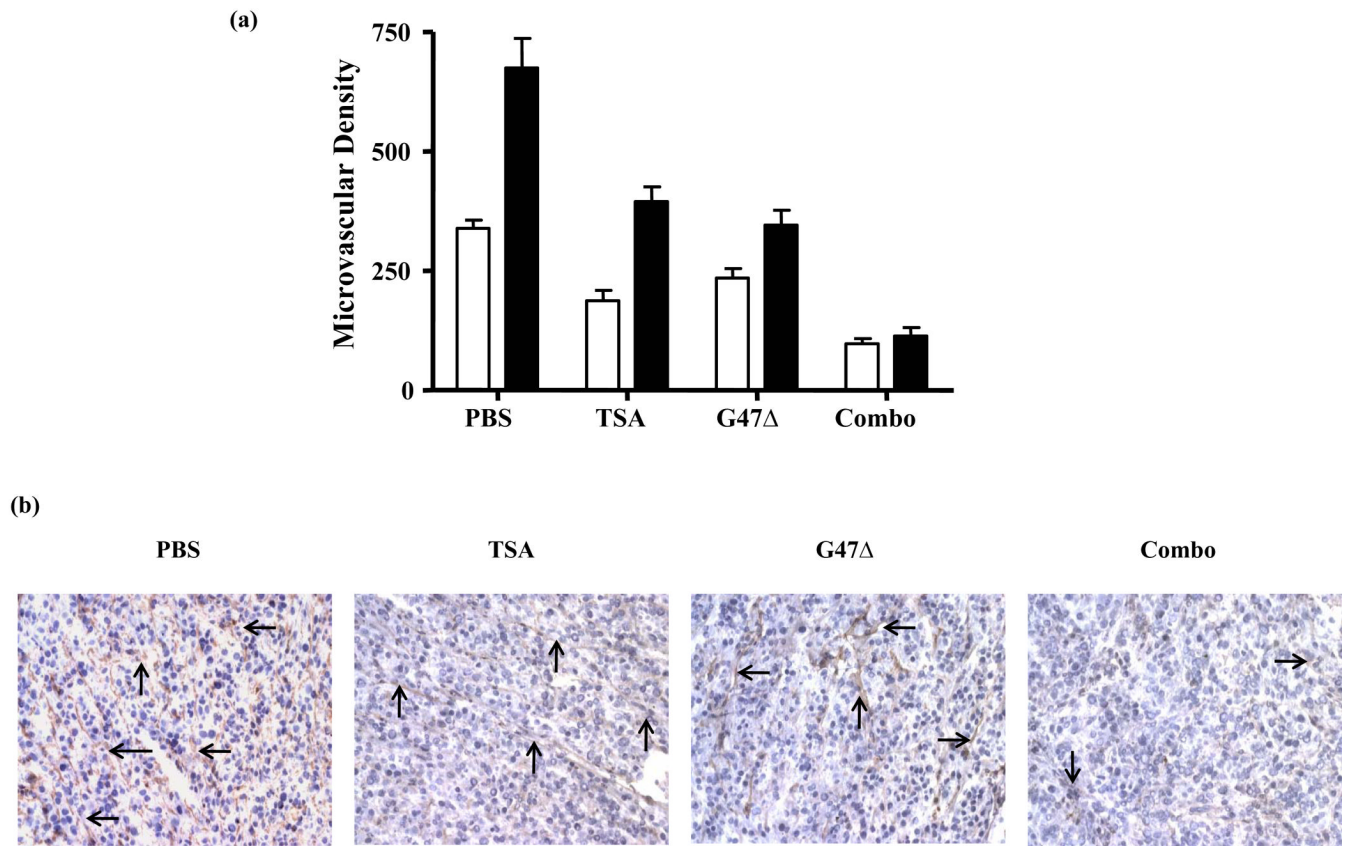 (a)
Microvascular Density
750
500
250
0
PBS TSA G47Δ Combo
(b)
PBS TSA G47Δ Combo